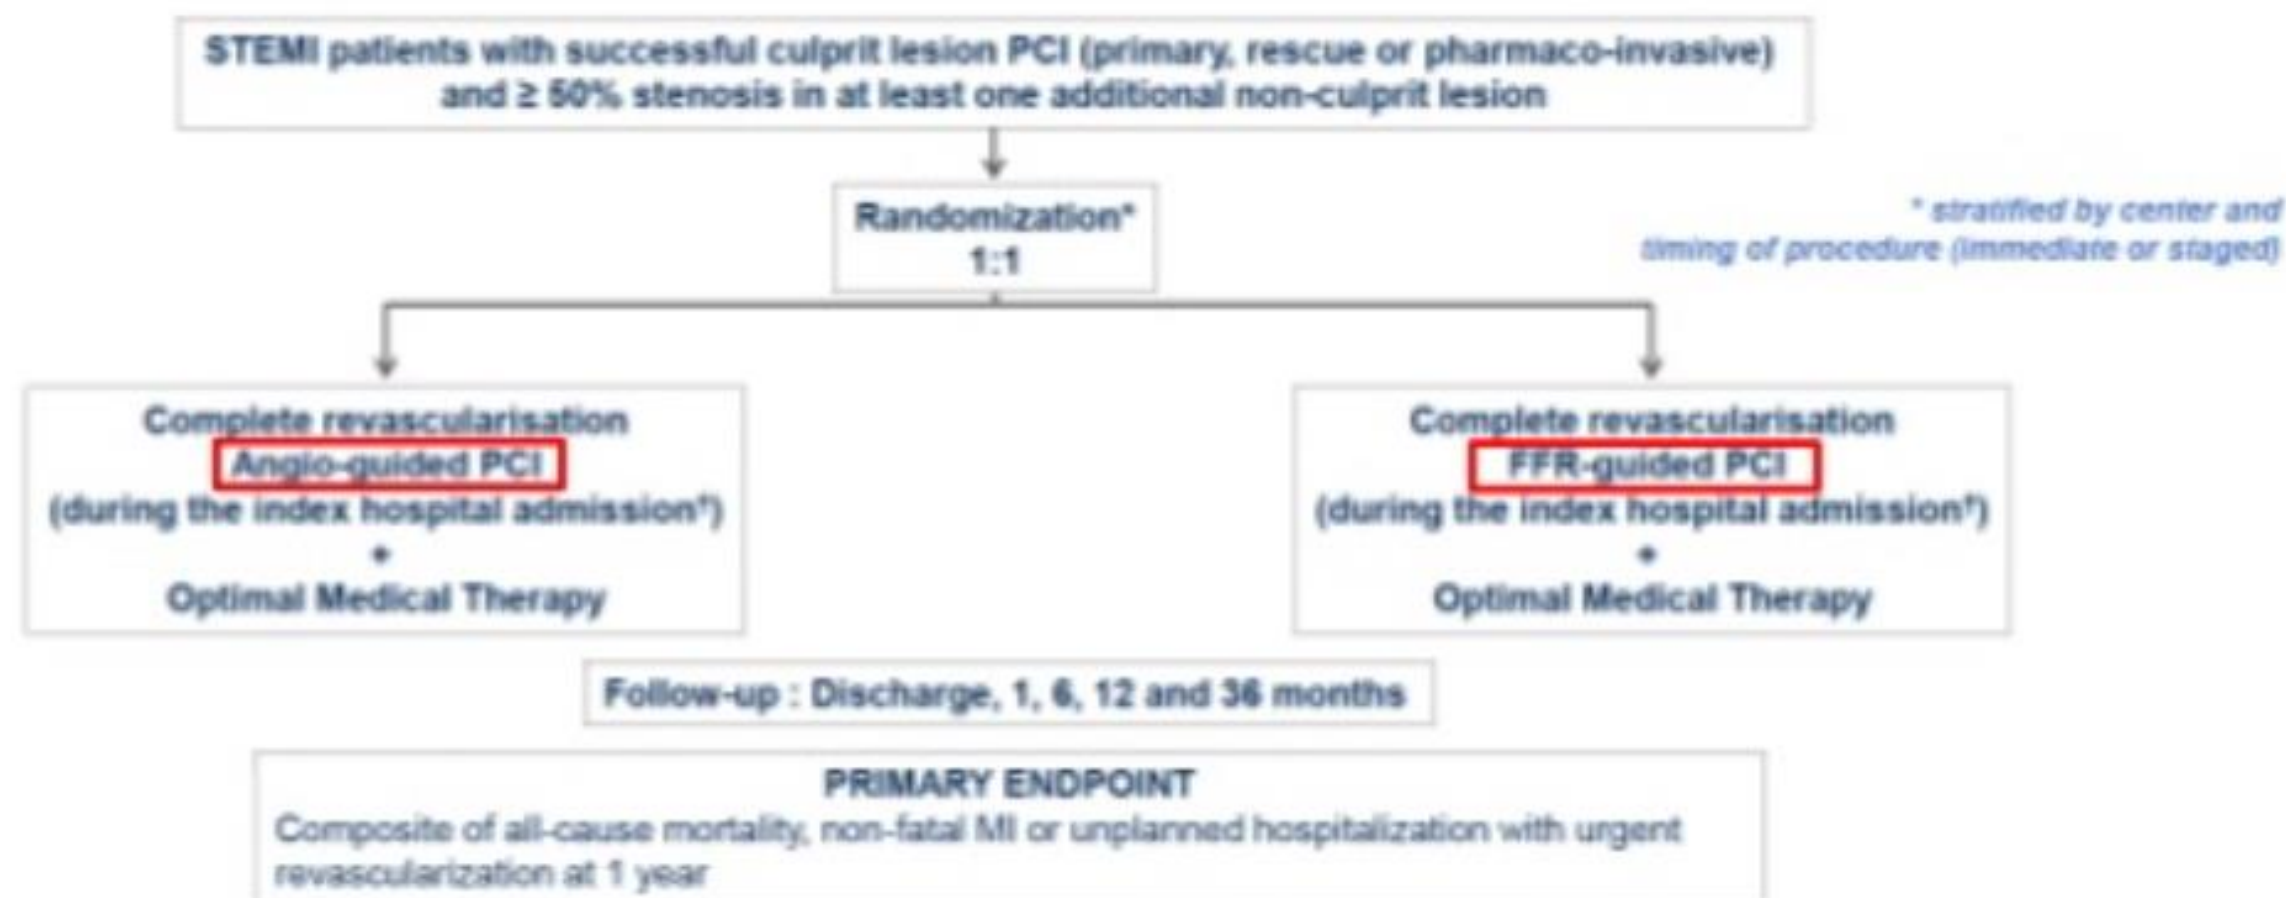 STEMI patients with successful culprit lesion PCI (primary, rescue or pharmaco-invasive)
and ≥ 50% stenosis in at least one additional non-culprit lesion
Randomization*
1:1
* stratified by center and
timing of procedure (immediate or staged)
Complete revascularisation
Angio-guided PCI
(during the index hospital admission†)
+
Optimal Medical Therapy
Complete revascularisation
FFR-guided PCI
(during the index hospital admission†)
+
Optimal Medical Therapy
Follow-up : Discharge, 1, 6, 12 and 36 months
PRIMARY ENDPOINT
Composite of all-cause mortality, non-fatal MI or unplanned hospitalization with urgent
revascularization at 1 year